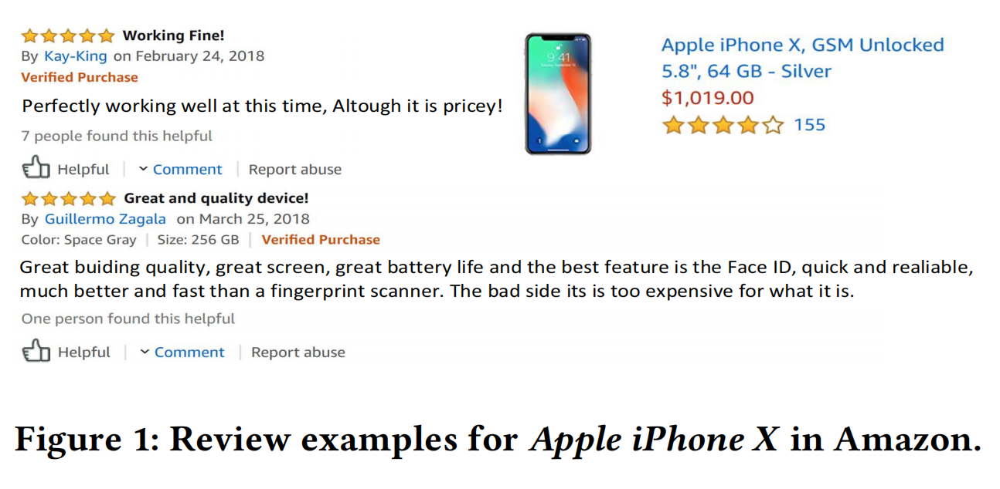 Working Fine!
By Kay-King on February 24, 2018
Verified Purchase
Perfectly working well at this time, Altough it is pricey!
7 people found this helpful
Helpful | Comment | Report abuse
Great and quality device!
By Guillermo Zagala on March 25, 2018
Color: Space Gray | Size: 256 GB | Verified Purchase
Great buiding quality, great screen, great battery life and the best feature is the Face ID, quick and realiable,
much better and fast than a fingerprint scanner. The bad side its is too expensive for what it is.
One person found this helpful
Helpful | Comment | Report abuse
9:41
Apple iPhone X, GSM Unlocked
5.8", 64 GB - Silver
$1,019.00
155
Figure 1: Review examples for Apple iPhone X in Amazon.